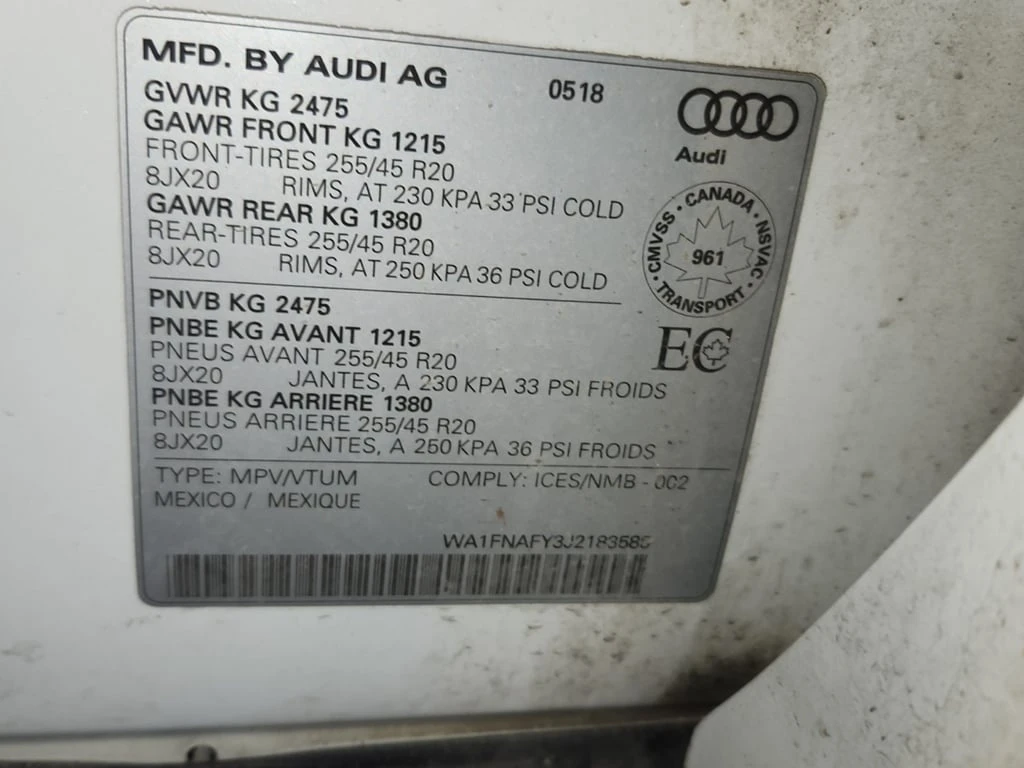 MFD. BY AUDI AG 0518
GVWR KG 2475
GAWR FRONT KG 1215
FRONT-TIRES 255/45 R20
8JX20 RIMS, AT 230 KPA 33 PSI COLD
GAWR REAR KG 1380
REAR-TIRES 255/45 R20
8JX20 RIMS, AT 250 KPA 36 PSI COLD
Audi
CMVSS • CANADA • NSVAC • TRANSPORT •
961
EC
PNVB KG 2475
PNBE KG AVANT 1215
PNEUS AVANT 255/45 R20
8JX20 JANTES, A 230 KPA 33 PSI FROIDS
PNBE KG ARRIERE 1380
PNEUS ARRIERE 255/45 R20
8JX20 JANTES, A 250 KPA 36 PSI FROIDS
TYPE: MPV/VTUM COMPLY: ICES/NMB - 002
MEXICO / MEXIQUE
WA1FNAFY3J2183585